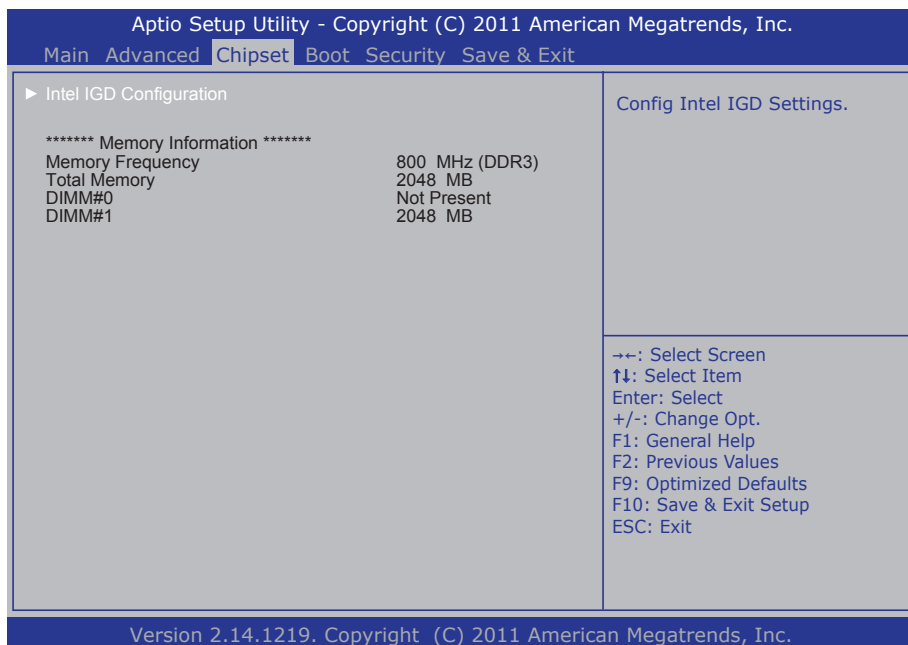 Aptio Setup Utility - Copyright (C) 2011 American Megatrends, Inc.
Main Advanced Chipset Boot Security Save & Exit
► Intel IGD Configuration
******* Memory Information *******
Memory Frequency 800 MHz (DDR3)
Total Memory 2048 MB
DIMM#0 Not Present
DIMM#1 2048 MB
Config Intel IGD Settings.
→←: Select Screen
↑↓: Select Item
Enter: Select
+/-: Change Opt.
F1: General Help
F2: Previous Values
F9: Optimized Defaults
F10: Save & Exit Setup
ESC: Exit
Version 2.14.1219. Copyright (C) 2011 American Megatrends, Inc.